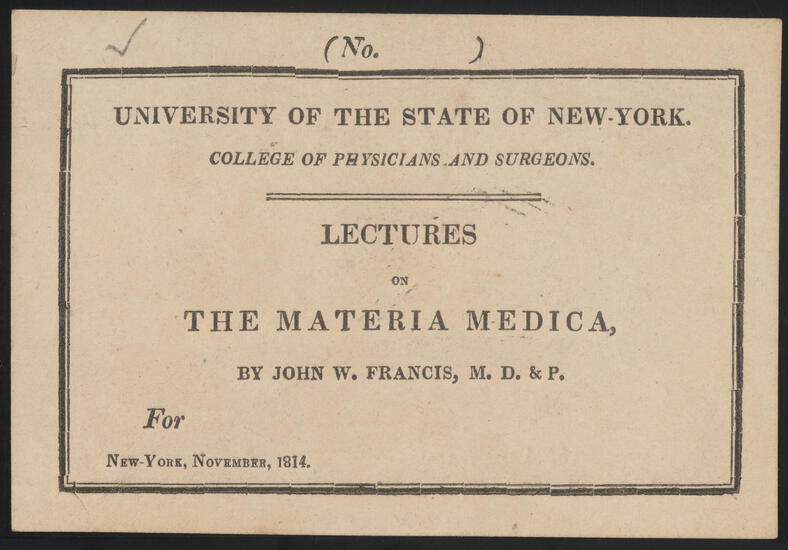 (No. )
UNIVERSITY OF THE STATE OF NEW-YORK.
COLLEGE OF PHYSICIANS AND SURGEONS.
LECTURES
ON
THE MATERIA MEDICA,
BY JOHN W. FRANCIS, M. D. & P.
For
NEW-YORK, NOVEMBER, 1814.